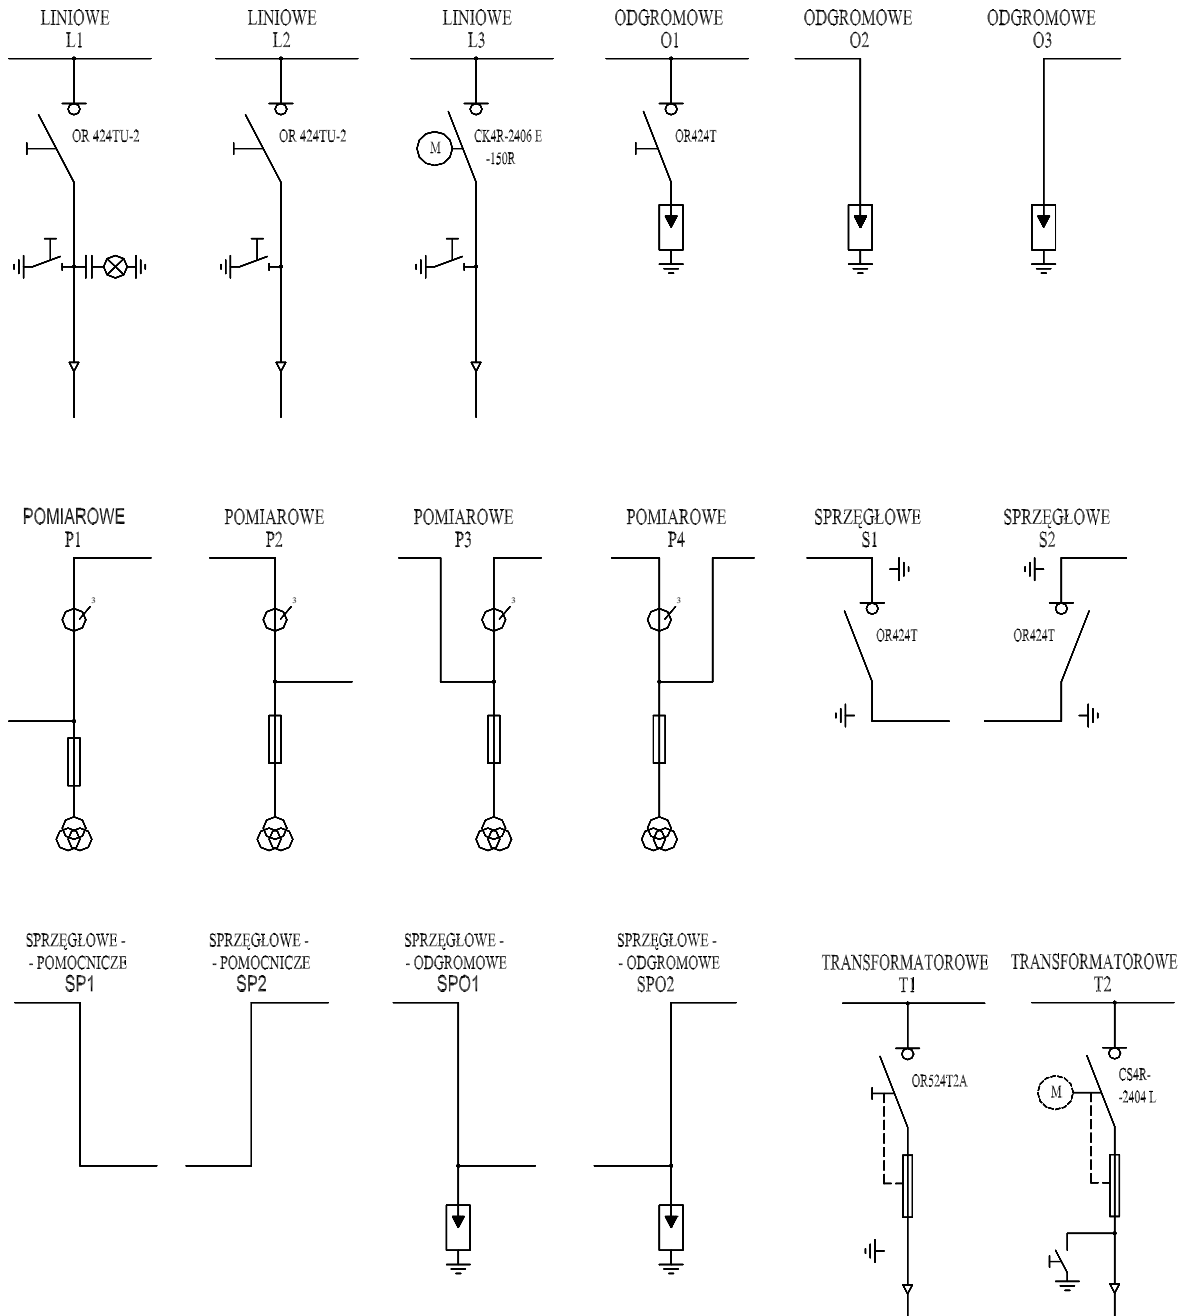 LINIOWE
L1
LINIOWE
L2
LINIOWE
L3
ODGROMOWE
O1
ODGROMOWE
O2
ODGROMOWE
O3
OR 424TU-2
OR 424TU-2
M
CK4R-2406 E
-150R
OR424T
POMIAROWE
P1
POMIAROWE
P2
POMIAROWE
P3
POMIAROWE
P4
SPRZĘGŁOWE
S1
SPRZĘGŁOWE
S2
3
3
3
3
OR424T
OR424T
SPRZĘGŁOWE -
- POMOCNICZE
SP1
SPRZĘGŁOWE -
- POMOCNICZE
SP2
SPRZĘGŁOWE -
- ODGROMOWE
SPO1
SPRZĘGŁOWE -
- ODGROMOWE
SPO2
TRANSFORMATOROWE
T1
TRANSFORMATOROWE
T2
OR524T2A
M
CS4R-
-2404 L